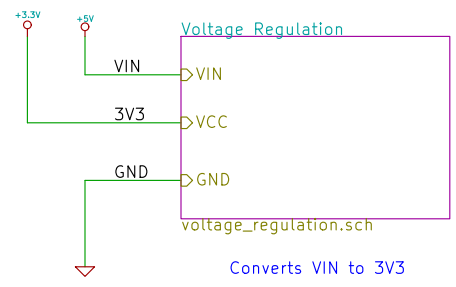 +3.3V
+5V
Voltage Regulation
VIN
VIN
3V3
VCC
GND
GND
voltage_regulation.sch
Converts VIN to 3V3